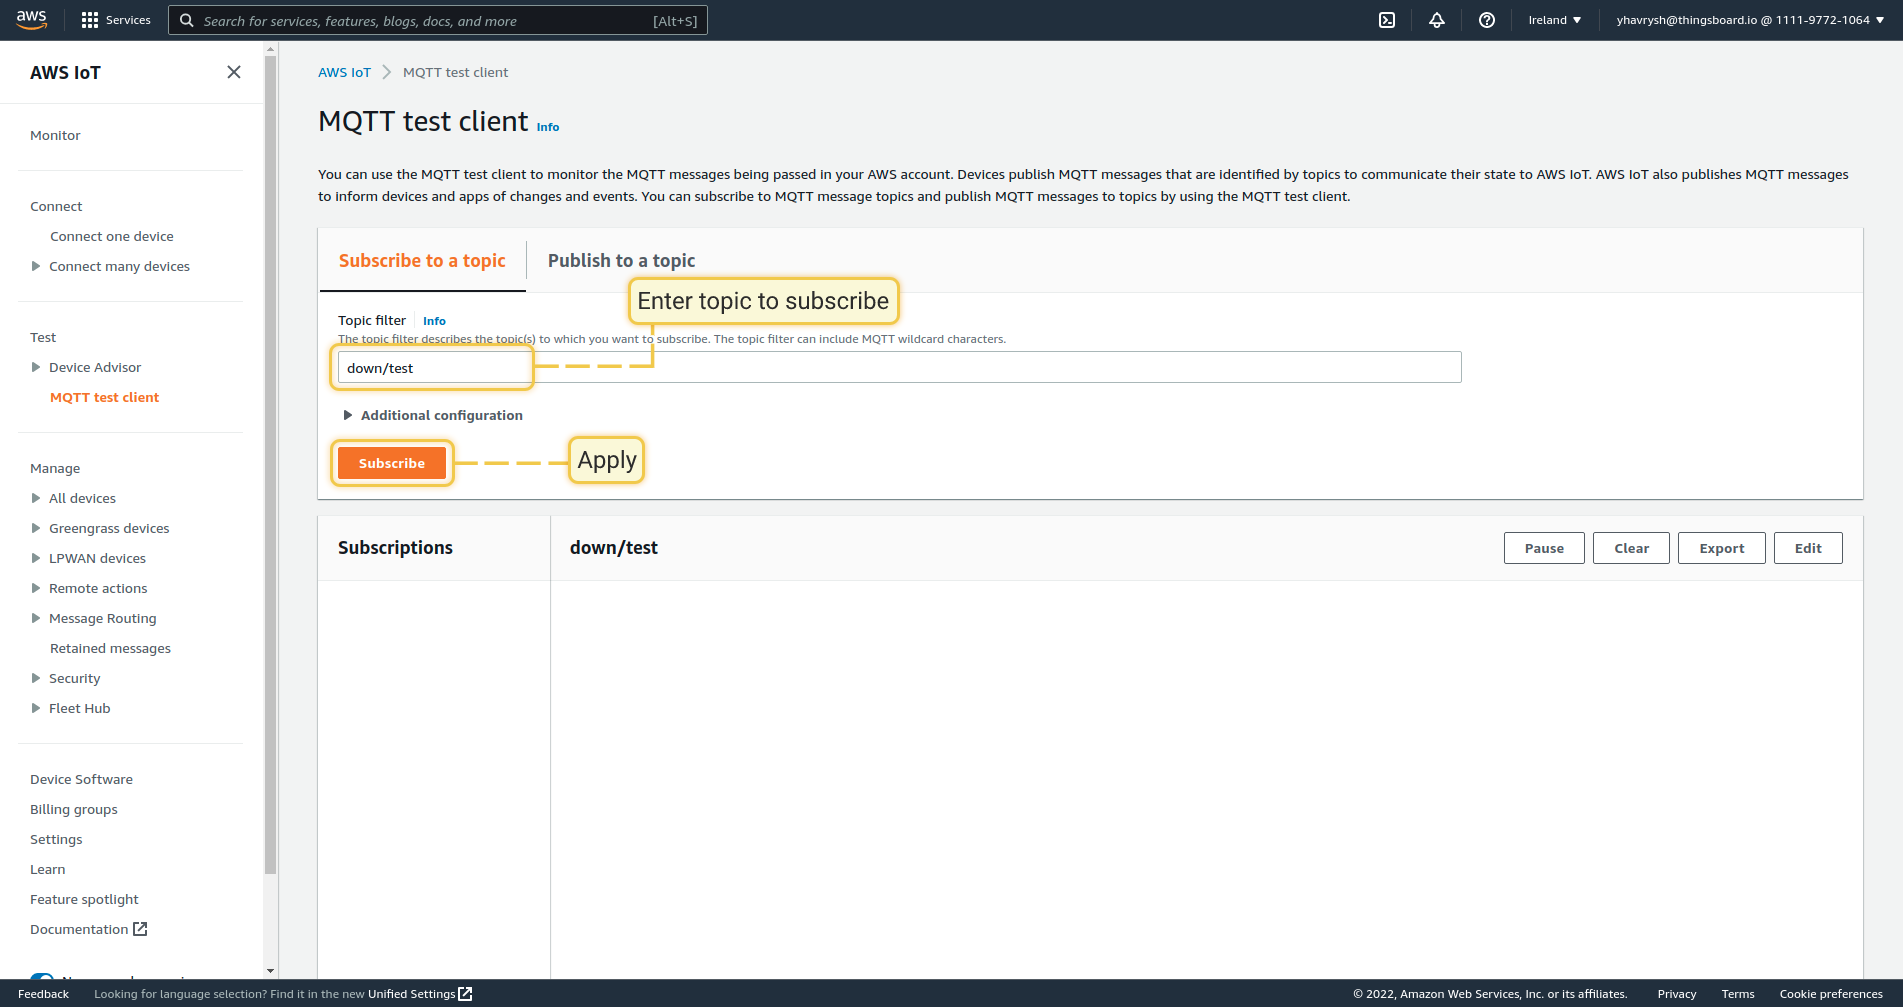 aws
Services
Search for services, features, blogs, docs, and more
[Alt+S]
Ireland
yhavrysh@thingsboard.io @ 1111-9772-1064
AWS IoT
Monitor
Connect
Connect one device
Connect many devices
Test
Device Advisor
MQTT test client
Manage
All devices
Greengrass devices
LPWAN devices
Remote actions
Message Routing
Retained messages
Security
Fleet Hub
Device Software
Billing groups
Settings
Learn
Feature spotlight
Documentation
AWS IoT
MQTT test client
MQTT test client Info
You can use the MQTT test client to monitor the MQTT messages being passed in your AWS account. Devices publish MQTT messages that are identified by topics to communicate their state to AWS IoT. AWS IoT also publishes MQTT messages
to inform devices and apps of changes and events. You can subscribe to MQTT message topics and publish MQTT messages to topics by using the MQTT test client.
Subscribe to a topic
Publish to a topic
Enter topic to subscribe
Topic filter Info
The topic filter describes the topic(s) to which you want to subscribe. The topic filter can include MQTT wildcard characters.
down/test
Additional configuration
Subscribe
Apply
Subscriptions
down/test
Pause
Clear
Export
Edit
Feedback
Looking for language selection? Find it in the new Unified Settings
© 2022, Amazon Web Services, Inc. or its affiliates.
Privacy
Terms
Cookie preferences